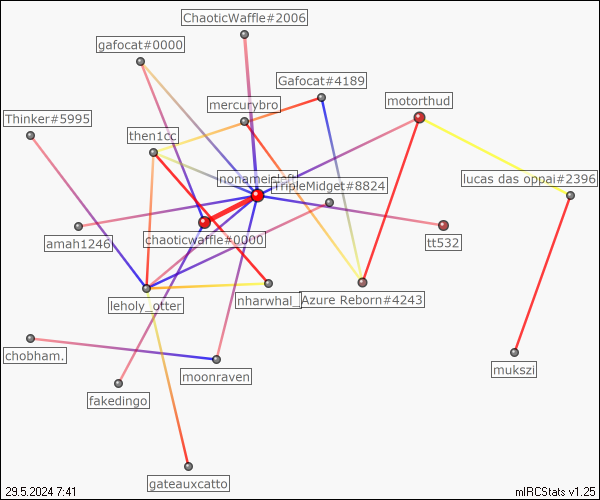 ChaoticWaffle#2006
gafocat#0000
Gafocat#4189
mercurybro
motorthud
Thinker#5995
then1cc
nonameisleft
TripleMidget#8824
lucas das oppai#2396
amah1246
chaoticwaffle#0000
tt532
leholy_otter
nharwhal_
Azure Reborn#4243
chobham.
moonraven
mukszi
fakedingo
gateauxcatto
29.5.2024 7:41
mIRCStats v1.25